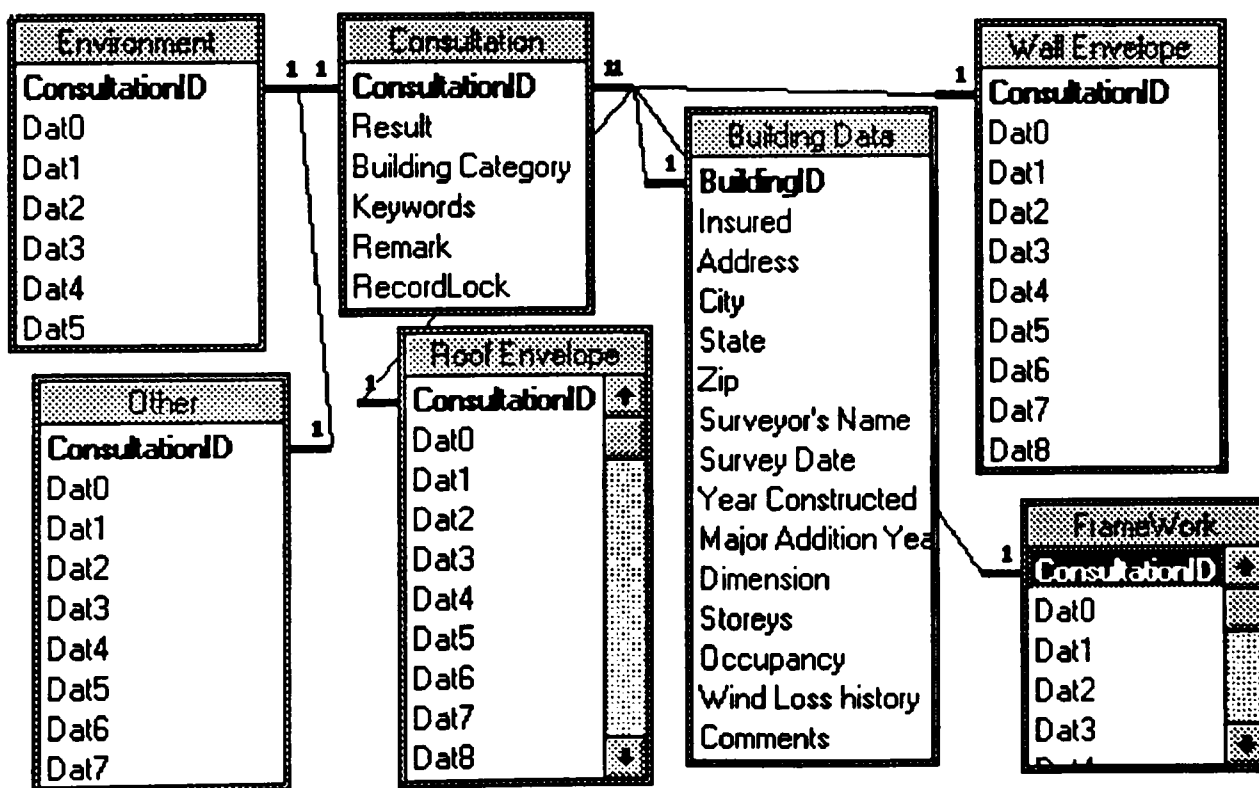 Environment
ConsultationID
Dat0
Dat1
Dat2
Dat3
Dat4
Dat5
1
1
Consultation
ConsultationID
Result
Building Category
Keywords
Remark
RecordLock
11
1
Wall Envelope
ConsultationID
Dat0
Dat1
Dat2
Dat3
Dat4
Dat5
Dat6
Dat7
Dat8
1
Building Data
BuildingID
Insured
Address
City
State
Zip
Surveyor's Name
Survey Date
Year Constructed
Major Addition Yea
Dimension
Storeys
Occupancy
Wind Loss history
Comments
1
Roof Envelope
ConsultationID
Dat0
Dat1
Dat2
Dat3
Dat4
Dat5
Dat6
Dat7
Dat8
Other
1
ConsultationID
Dat0
Dat1
Dat2
Dat3
Dat4
Dat5
Dat6
Dat7
1
FrameWork
ConsultationID
Dat0
Dat1
Dat2
Dat3